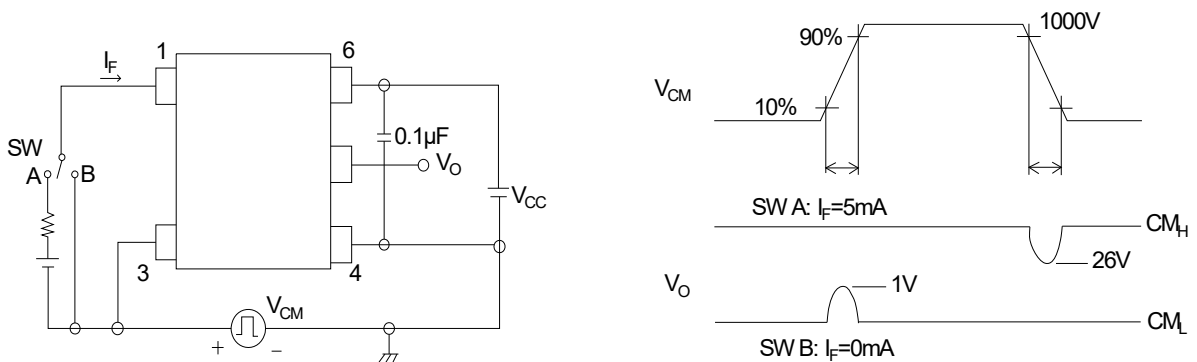 I_F
1
6
SW
A
B
0.1μF
V_O
V_CC
3
4
V_CM
+
−
V_CM
90%
10%
1000V
SW A: I_F=5mA
CM_H
26V
V_O
1V
CM_L
SW B: I_F=0mA